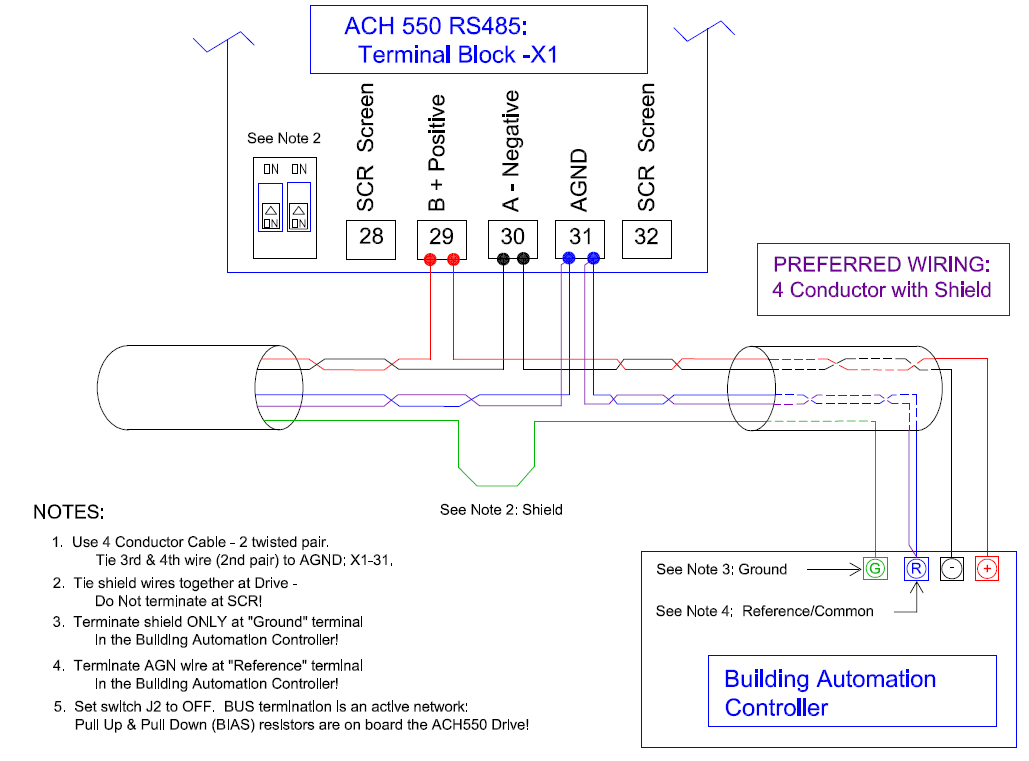 ACH 550 RS485:
Terminal Block -X1
See Note 2
ON ON
ON ON
SCR Screen
B + Positive
A - Negative
AGND
SCR Screen
28 29 30 31 32
PREFERRED WIRING:
4 Conductor with Shield
See Note 2: Shield
NOTES:
1. Use 4 Conductor Cable - 2 twisted pair.
Tie 3rd & 4th wire (2nd pair) to AGND: X1-31.
2. Tie shield wires together at Drive -
Do Not terminate at SCR!
3. Terminate shield ONLY at "Ground" terminal
in the Building Automation Controller!
4. Terminate AGN wire at "Reference" terminal
in the Building Automation Controller!
5. Set switch J2 to OFF. BUS termination is an active network:
Pull Up & Pull Down (BIAS) resistors are on board the ACH550 Drive!
See Note 3: Ground
G R - +
See Note 4: Reference/Common
Building Automation
Controller